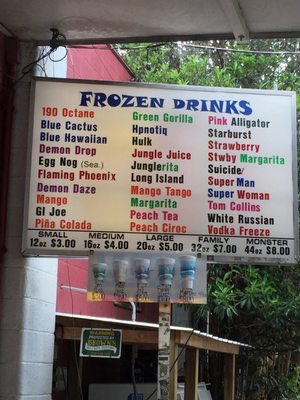 FROZEN DRINKS
190 Octane
Blue Cactus
Blue Hawaiian
Demon Drop
Egg Nog (Sea.)
Flaming Phoenix
Demon Daze
Mango
GI Joe
Piña Colada
Green Gorilla
Hpnotiq
Hulk
Jungle Juice
Junglerita
Long Island
Mango Tango
Margarita
Peach Tea
Peach Ciroc
Pink Alligator
Starburst
Strawberry
Stwby Margarita
Suicide/
Super Man
Super Woman
Tom Collins
White Russian
Vodka Freeze
SMALL MEDIUM LARGE FAMILY MONSTER
12oz $3.00 16oz $4.00 20oz $5.00 32oz $7.00 44oz $8.00
PROTECTED BY